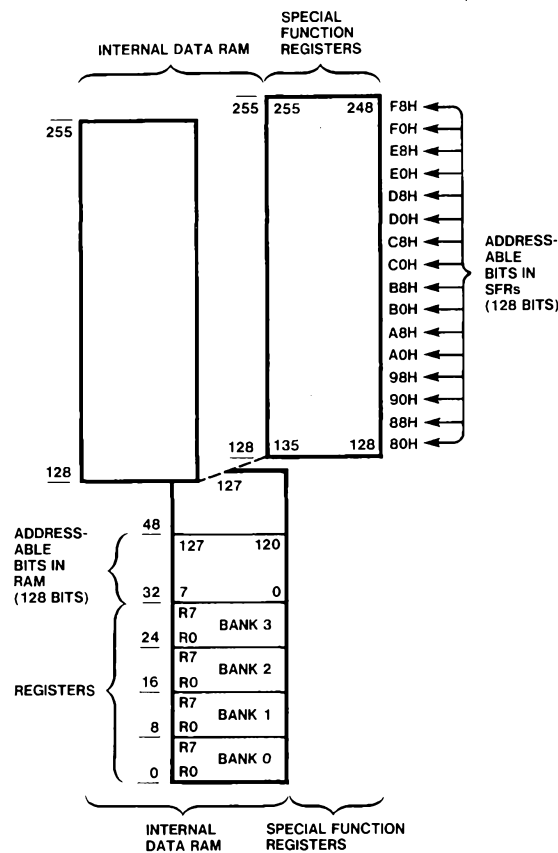 SPECIAL
FUNCTION
REGISTERS
INTERNAL DATA RAM
255
255 248
F8H
255
F0H
E8H
E0H
D8H
D0H
C8H
C0H
B8H
B0H
A8H
A0H
98H
90H
88H
80H
ADDRESS-
ABLE
BITS IN
SFRs
(128 BITS)
128
135 128
128
127
48
ADDRESS-
ABLE
BITS IN
RAM
(128 BITS)
127 120
32
7 0
R7
R0
BANK 3
24
R7
R0
BANK 2
16
REGISTERS
R7
R0
BANK 1
8
R7
R0
BANK 0
0
INTERNAL
DATA RAM
SPECIAL FUNCTION
REGISTERS